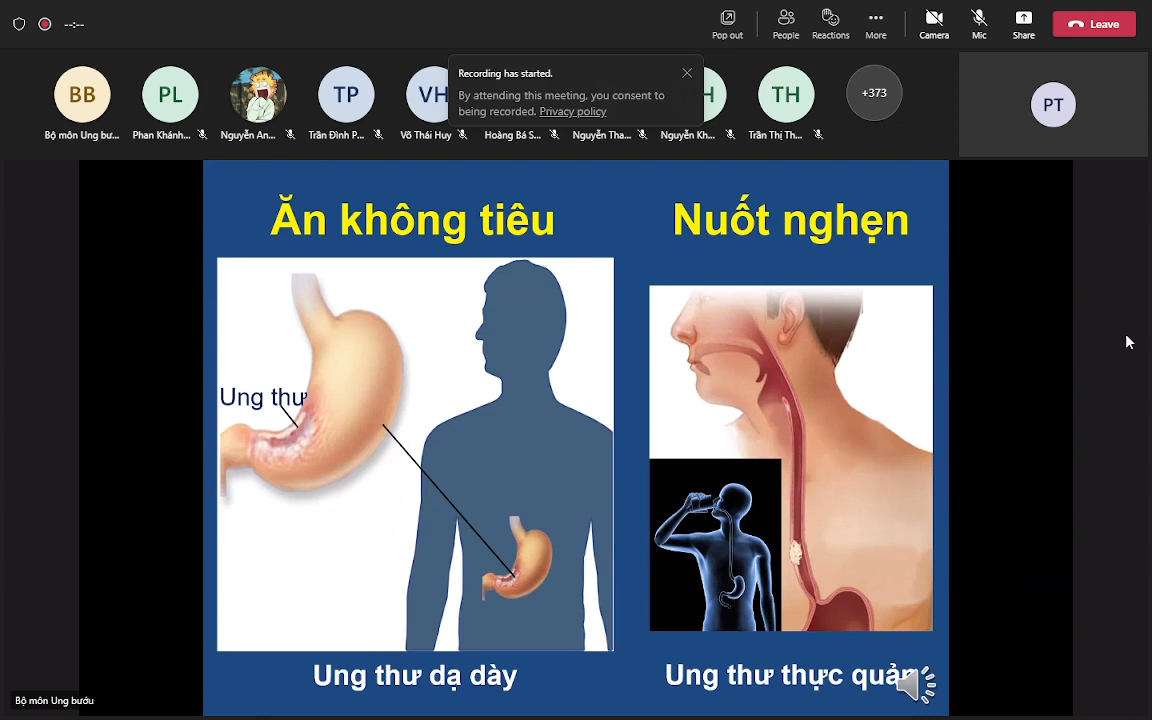 --:--
Pop out
People
Reactions
More
Camera
Mic
Share
Leave
Recording has started.
By attending this meeting, you consent to
being recorded. Privacy policy
BB
PL
TP
VH
H
TH
+373
PT
Bộ môn Ung bư...
Phan Khánh...
Nguyễn An...
Trần Đình P...
Võ Thái Huy
Hoàng Bá S...
Nguyễn Tha...
Nguyễn Kh...
Trần Thị Th...
Ăn không tiêu
Nuốt nghẹn
Ung thư
Ung thư dạ dày
Ung thư thực quản
Bộ môn Ung bướu